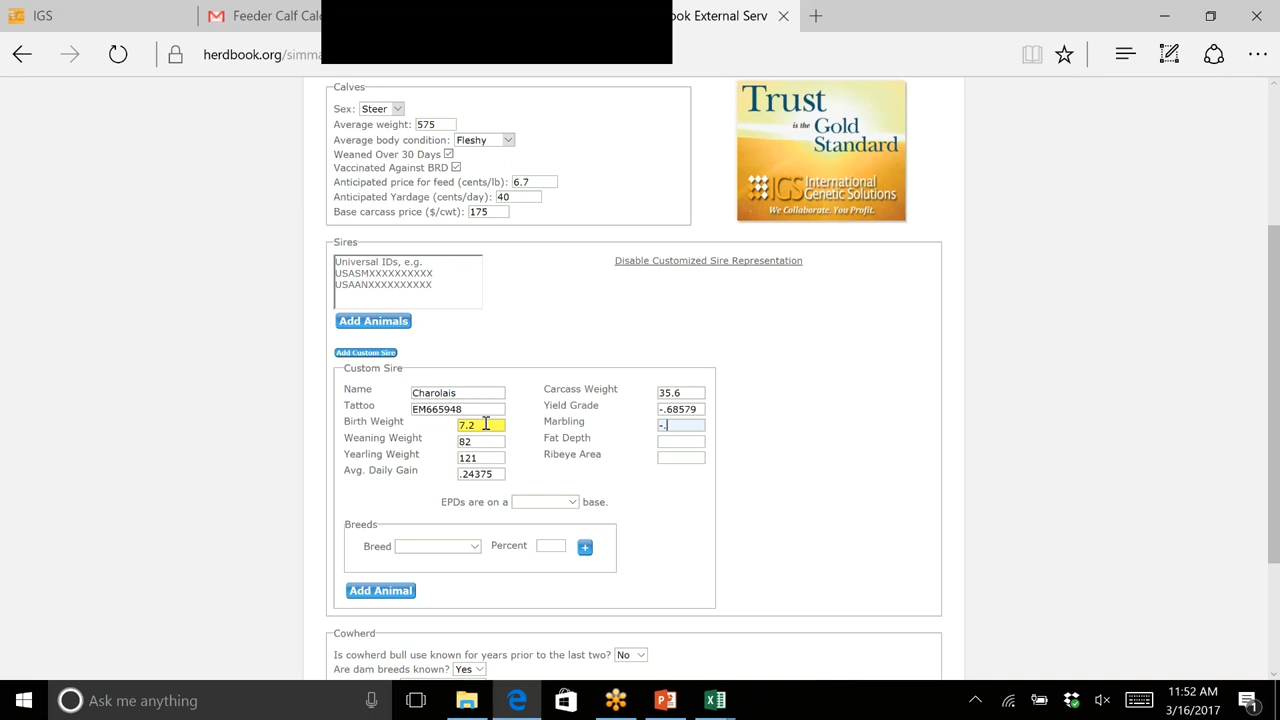 IGS
Feeder Calf Calc
ok External Serv
herdbook.org/simma
Calves
Sex: Steer
Average weight: 575
Average body condition: Fleshy
Weaned Over 30 Days
Vaccinated Against BRD
Anticipated price for feed (cents/lb): 6.7
Anticipated Yardage (cents/day): 40
Base carcass price ($/cwt): 175
Trust
is the Gold
Standard
IGS International
Genetic Solutions
We Collaborate. You Profit.
Sires
Universal IDs, e.g.
USASMXXXXXXXXXX
USAANXXXXXXXXXX
Disable Customized Sire Representation
Add Animals
Add Custom Sire
Custom Sire
Name Charolais Carcass Weight 35.6
Tattoo EM665948 Yield Grade -.68579
Birth Weight 7.2 Marbling -.
Weaning Weight 82 Fat Depth
Yearling Weight 121 Ribeye Area
Avg. Daily Gain .24375
EPDs are on a base.
Breeds
Breed Percent +
Add Animal
Cowherd
Is cowherd bull use known for years prior to the last two? No
Are dam breeds known? Yes
Ask me anything
11:52 AM
3/16/2017
1